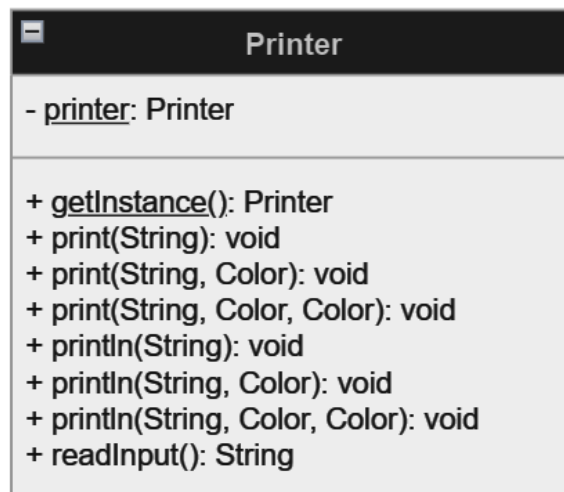 Printer
- printer: Printer
+ getInstance(): Printer
+ print(String): void
+ print(String, Color): void
+ print(String, Color, Color): void
+ println(String): void
+ println(String, Color): void
+ println(String, Color, Color): void
+ readInput(): String